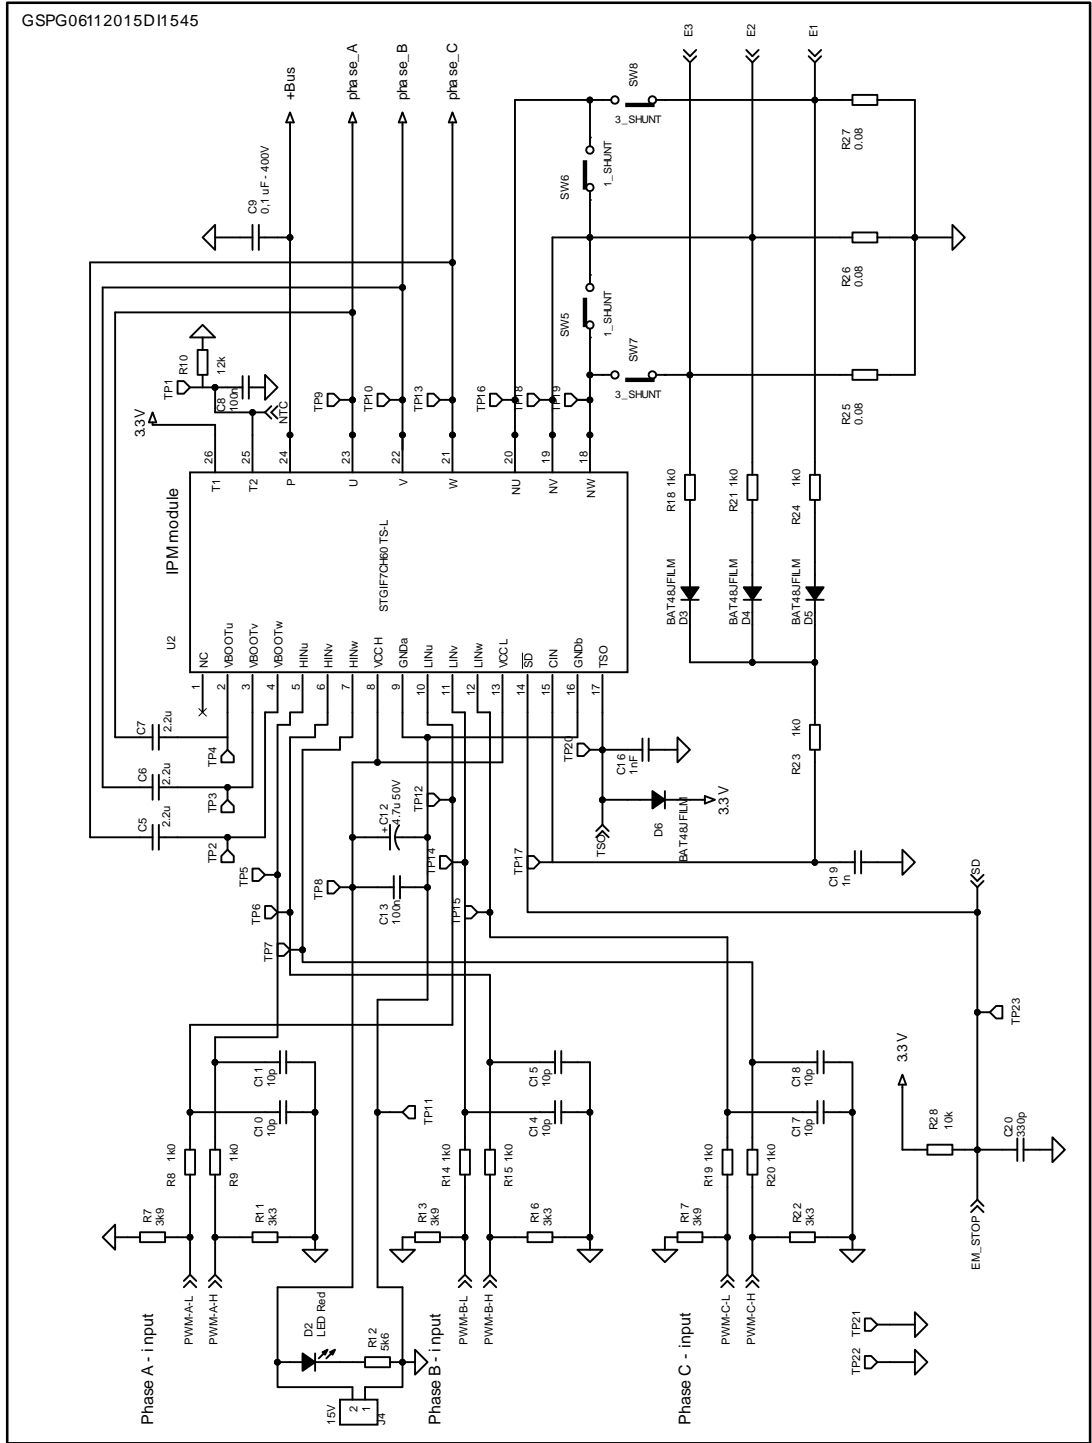 GSPG06112015DI1545
+Bus
phase_A
phase_B
phase_C
E3
E2
E1
C9
0,1 uF - 400V
SW8
3_SHUNT
SW6
1_SHUNT
SW5
1_SHUNT
SW7
3_SHUNT
R27
0.08
R26
0.08
R25
0.08
R10
12k
TP1
C8
100n
NTC
3.3 V
TP9
TP10
TP13
TP16
TP18
TP19
26
25
24
23
22
21
20
19
18
T1
T2
P
U
V
W
NU
NV
NW
IPM module
STGIF7CH60TS-L
U2
NC
VBOOTu
VBOOTv
VBOOTw
HINu
HINv
HINw
VCCH
GNDa
LINu
LINv
LINw
VCCL
SD
CIN
GNDb
TSO
1
2
3
4
5
6
7
8
9
10
11
12
13
14
15
16
17
R18 1k0
R21 1k0
R24 1k0
BAT48JFILM
D3
BAT48JFILM
D4
BAT48JFILM
D5
R23 1k0
C7
2.2u
C6
2.2u
C5
2.2u
TP4
TP3
TP2
TP5
TP6
TP7
TP8
+ C12
4.7u 50V
C13
100n
TP12
TP14
TP15
TP17
TP20
C16
1nF
TSO
D6
BAT48JFILM
3.3 V
C19
1n
SD
TP23
3.3 V
R28
10k
C20
330p
EM_STOP
C11
10p
C10
10p
R8 1k0
R9 1k0
R7
3k9
R11
3k3
PWM-A-L
PWM-A-H
Phase A - input
TP11
C15
10p
C14
10p
R14 1k0
R15 1k0
R13
3k9
R16
3k3
PWM-B-L
PWM-B-H
Phase B - input
D2
LED Red
R12
5k6
15V
2
1
J4
C18
10p
C17
10p
R19 1k0
R20 1k0
R17
3k9
R22
3k3
PWM-C-L
PWM-C-H
Phase C - input
TP21
TP22